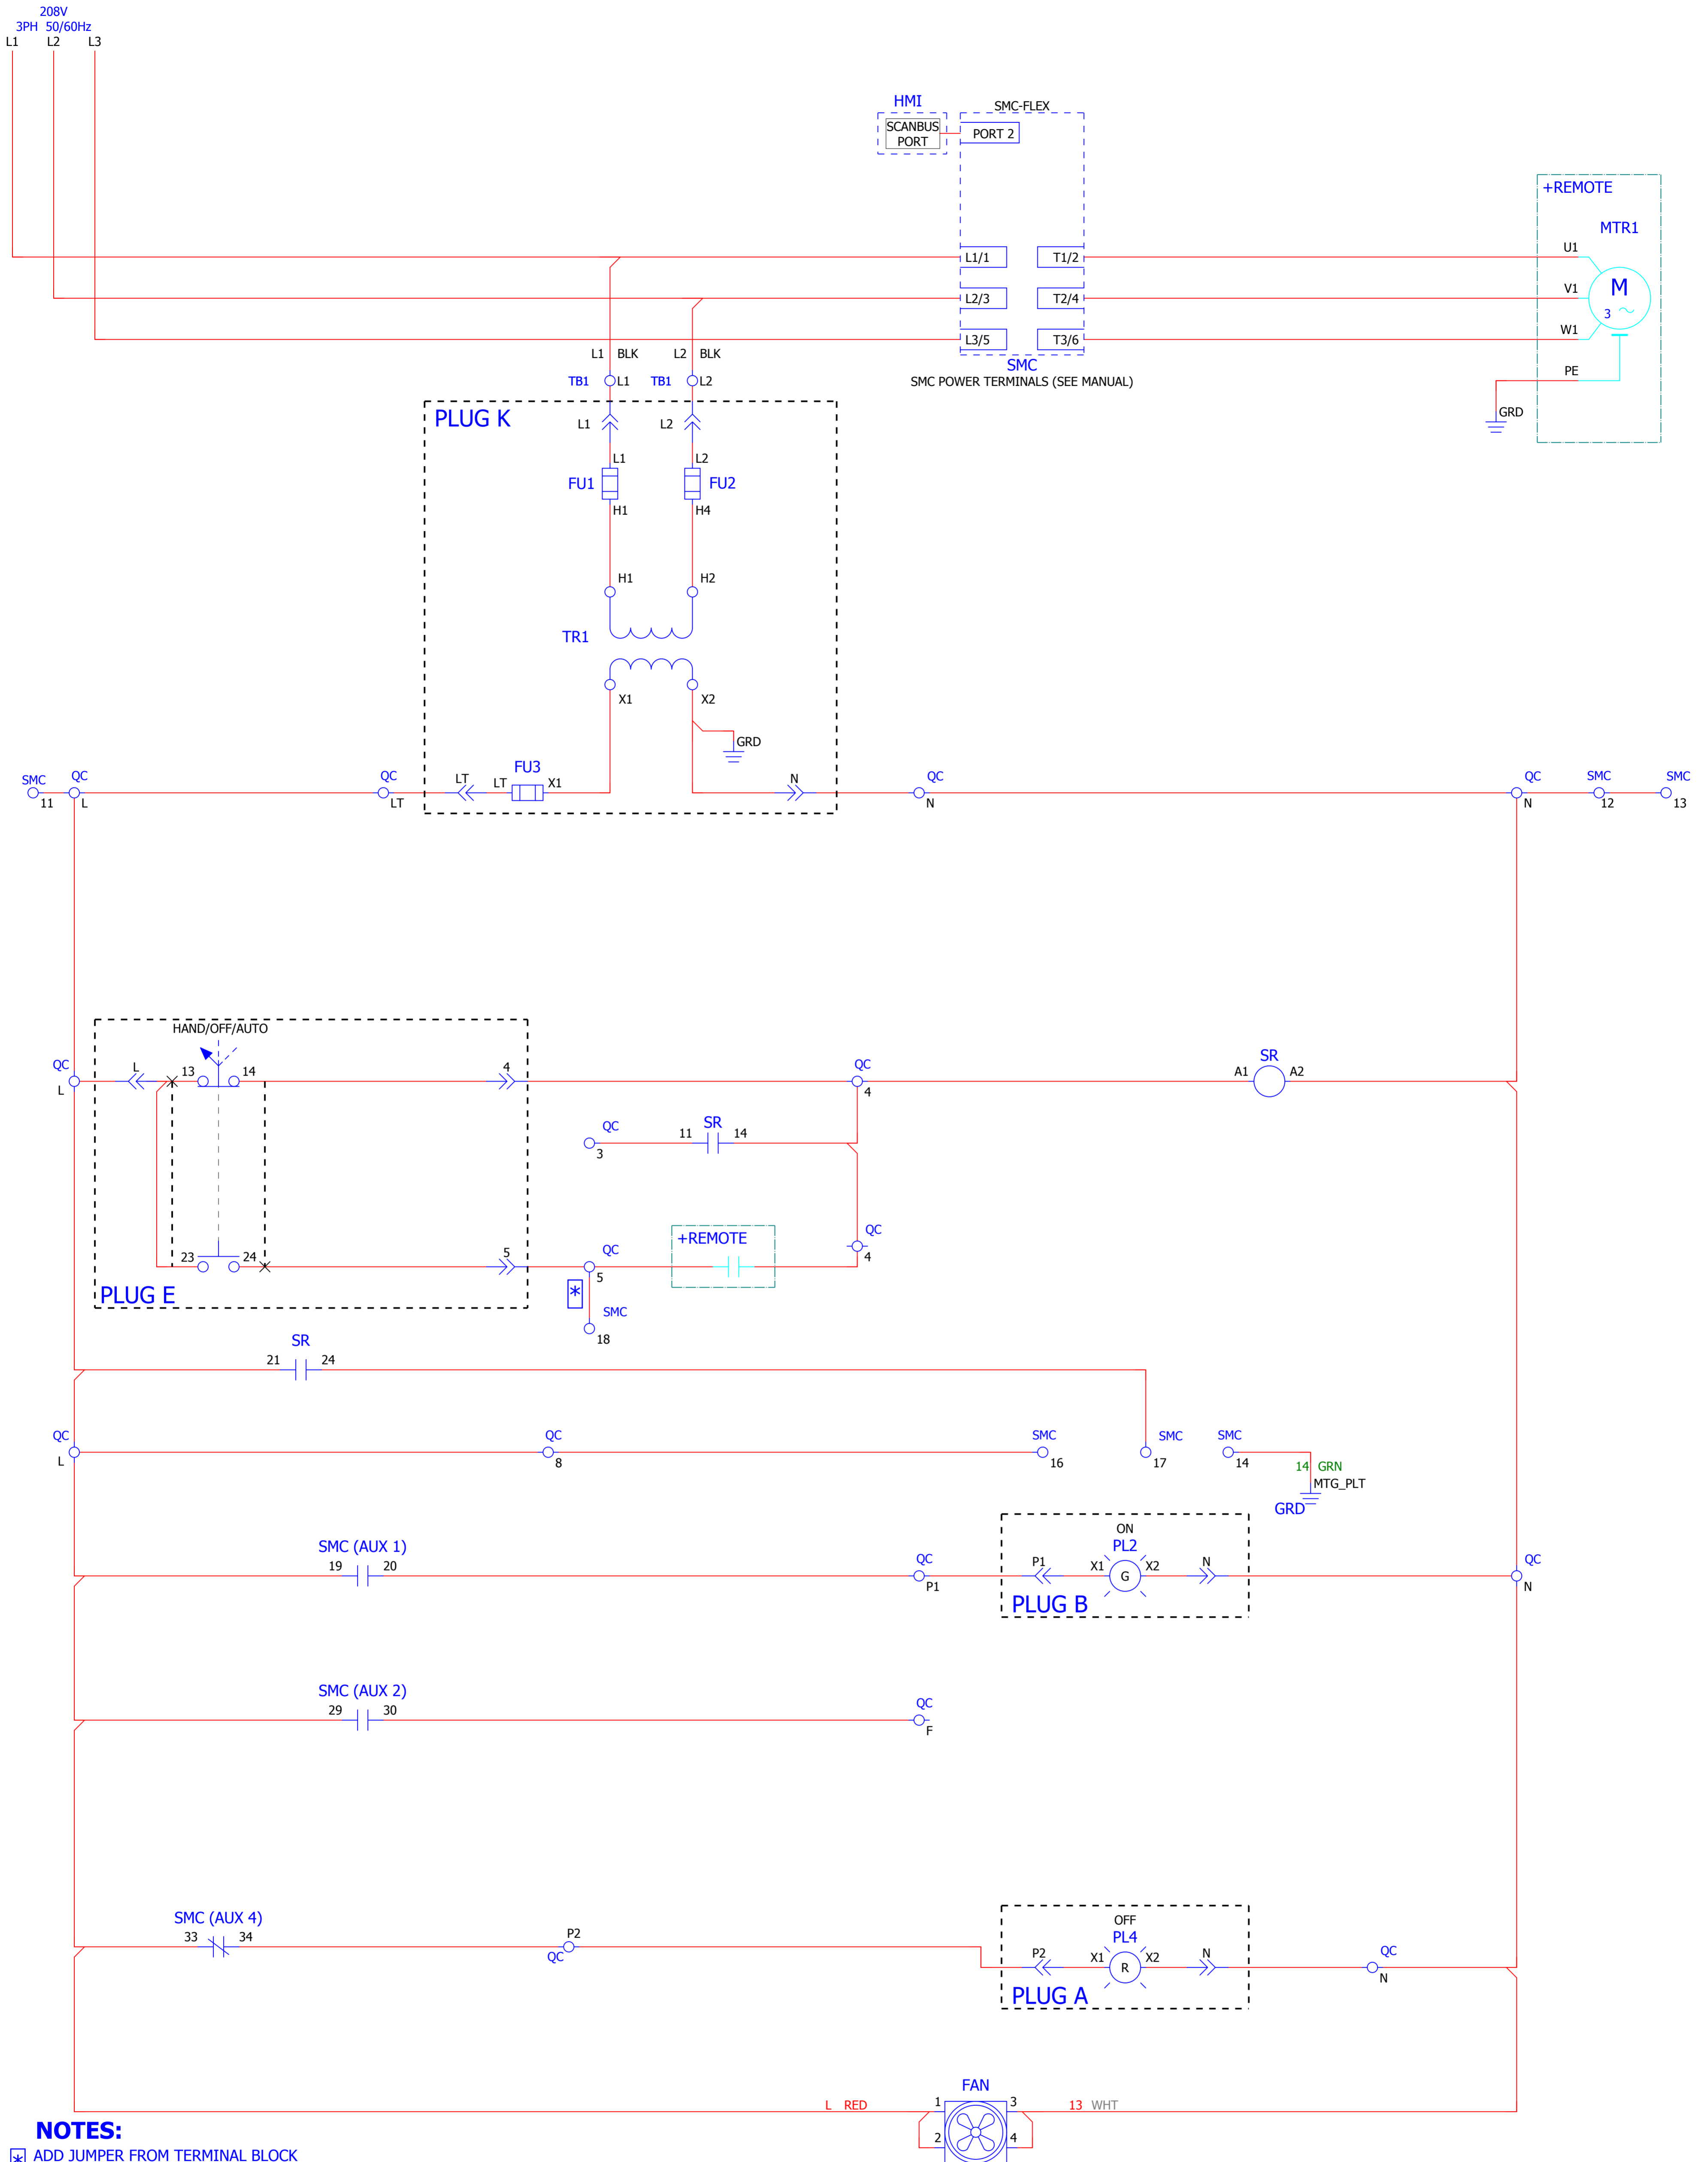 208V
3PH 50/60Hz
L1 L2 L3
HMI
SMC-FLEX
SCANBUS
PORT
PORT 2
+REMOTE
MTR1
L1/1 T1/2 U1
L2/3 T2/4 V1
M
3
L3/5 T3/6 W1
SMC
SMC POWER TERMINALS (SEE MANUAL)
PE
GRD
L1 BLK L2 BLK
TB1 L1 TB1 L2
PLUG K
L1 L2
L1 L2
FU1 FU2
H1 H4
H1 H2
TR1
X1 X2
GRD
SMC QC QC LT LT FU3 X1 N QC QC SMC SMC
11 L LT N N 12 13
HAND/OFF/AUTO
QC L 13 14 4 QC SR
L 4 A1 A2
QC SR
3 11 14
+REMOTE QC
4
23 24 5 QC
5
PLUG E
*
SMC
18
SR
21 24
QC QC SMC SMC SMC
L 8 16 17 14
14 GRN
MTG_PLT
GRD
SMC (AUX 1)
19 20
QC
P1
ON
PL2
P1 X1 G X2 N
PLUG B
QC
N
SMC (AUX 2)
29 30
QC
F
SMC (AUX 4)
33 34
P2
QC
OFF
PL4
P2 X1 R X2 N
PLUG A
QC
N
FAN
L RED 1 3 13 WHT
2 4
NOTES:
* ADD JUMPER FROM TERMINAL BLOCK